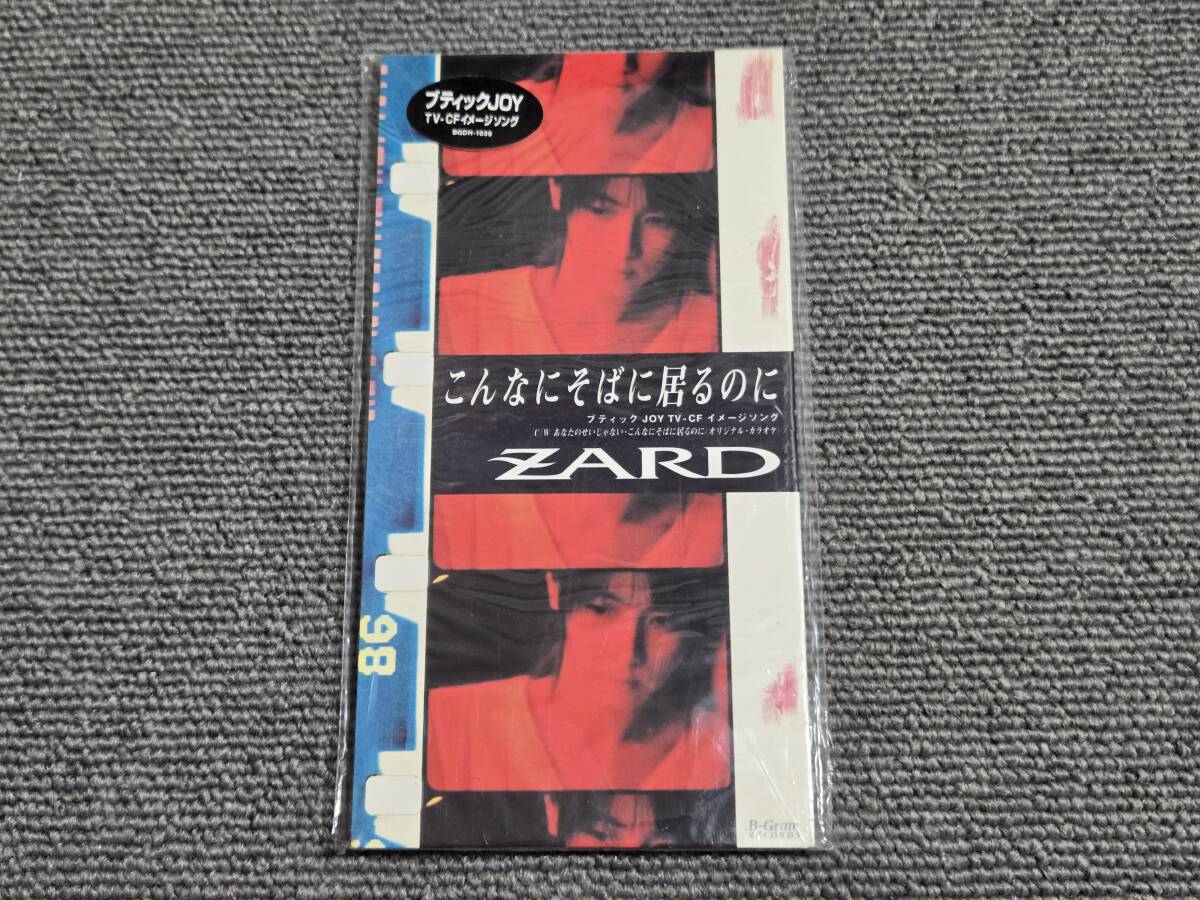 ブティックJOY
TV-CFイメージソング
BGDH-1039
こんなにそばに居るのに
ブティック JOY TV-CF イメージソング
C/W あなたのせいじゃない・こんなにそばに居るのに/オリジナル・カラオケ
ZARD
86
B-Gram
RECORDS